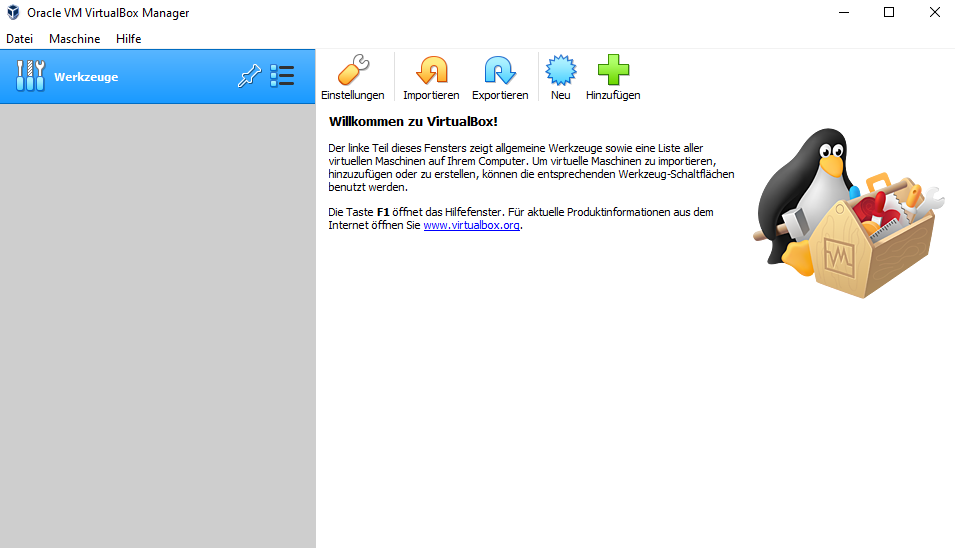 Oracle VM VirtualBox Manager
Datei Maschine Hilfe
Werkzeuge
Einstellungen Importieren Exportieren Neu Hinzufügen
Willkommen zu VirtualBox!
Der linke Teil dieses Fensters zeigt allgemeine Werkzeuge sowie eine Liste aller
virtuellen Maschinen auf Ihrem Computer. Um virtuelle Maschinen zu importieren,
hinzuzufügen oder zu erstellen, können die entsprechenden Werkzeug-Schaltflächen
benutzt werden.
Die Taste F1 öffnet das Hilfefenster. Für aktuelle Produktinformationen aus dem
Internet öffnen Sie www.virtualbox.org.